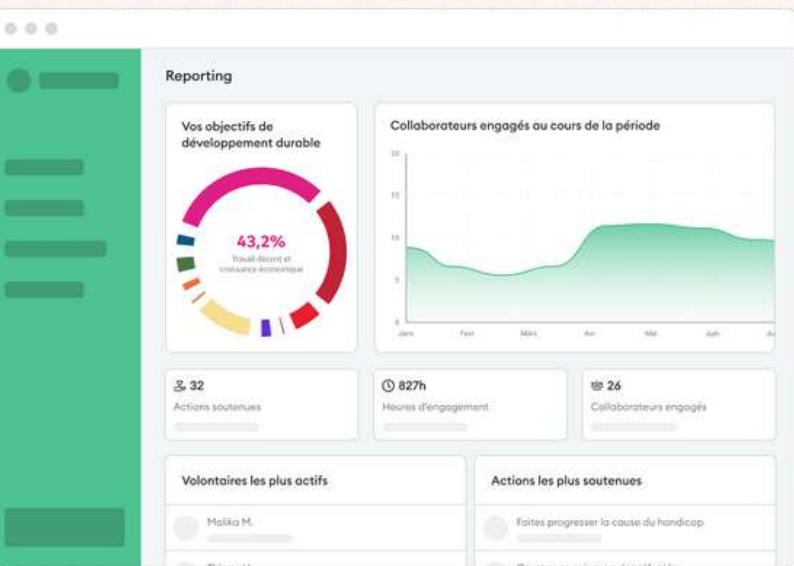 Reporting
Vos objectifs de
développement durable
43,2%
Travail décent et
croissance économique
Collaborateurs engagés au cours de la période
20
15
10
5
0
Janv Fevr Mars Avr Mai Juin
32
Actions soutenues
827h
Heures d'engagement
26
Collaborateurs engagés
Volontaires les plus actifs
Malika M.
Actions les plus soutenues
Faites progresser la cause du handicap